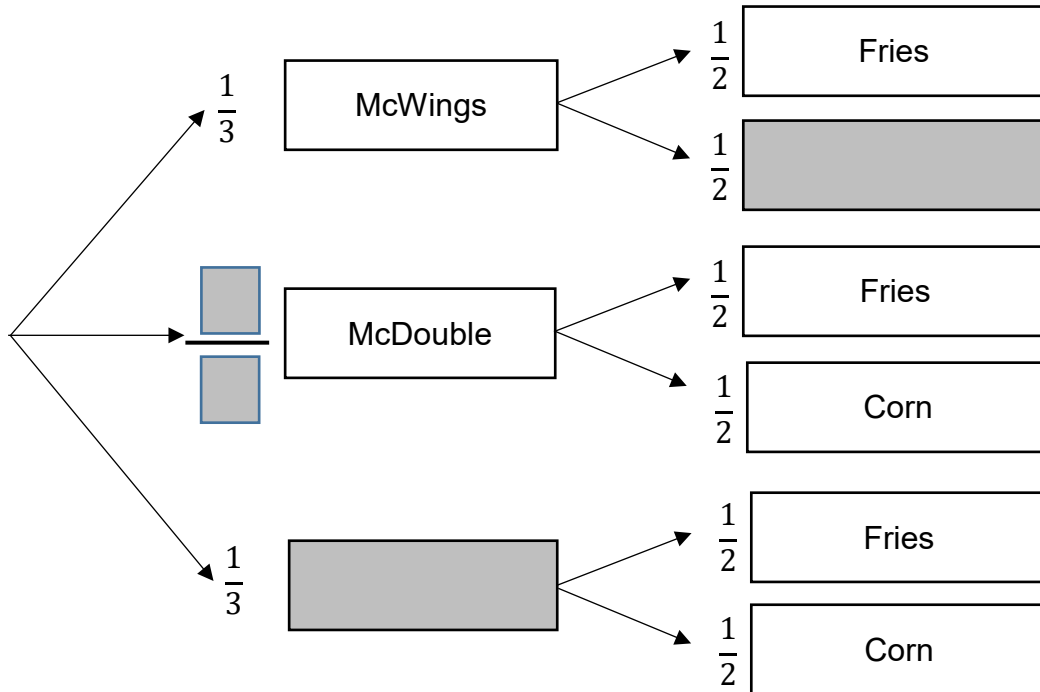 1/2 Fries
1/3 McWings
1/2
1/2 Fries
McDouble
1/2 Corn
1/2 Fries
1/3
1/2 Corn